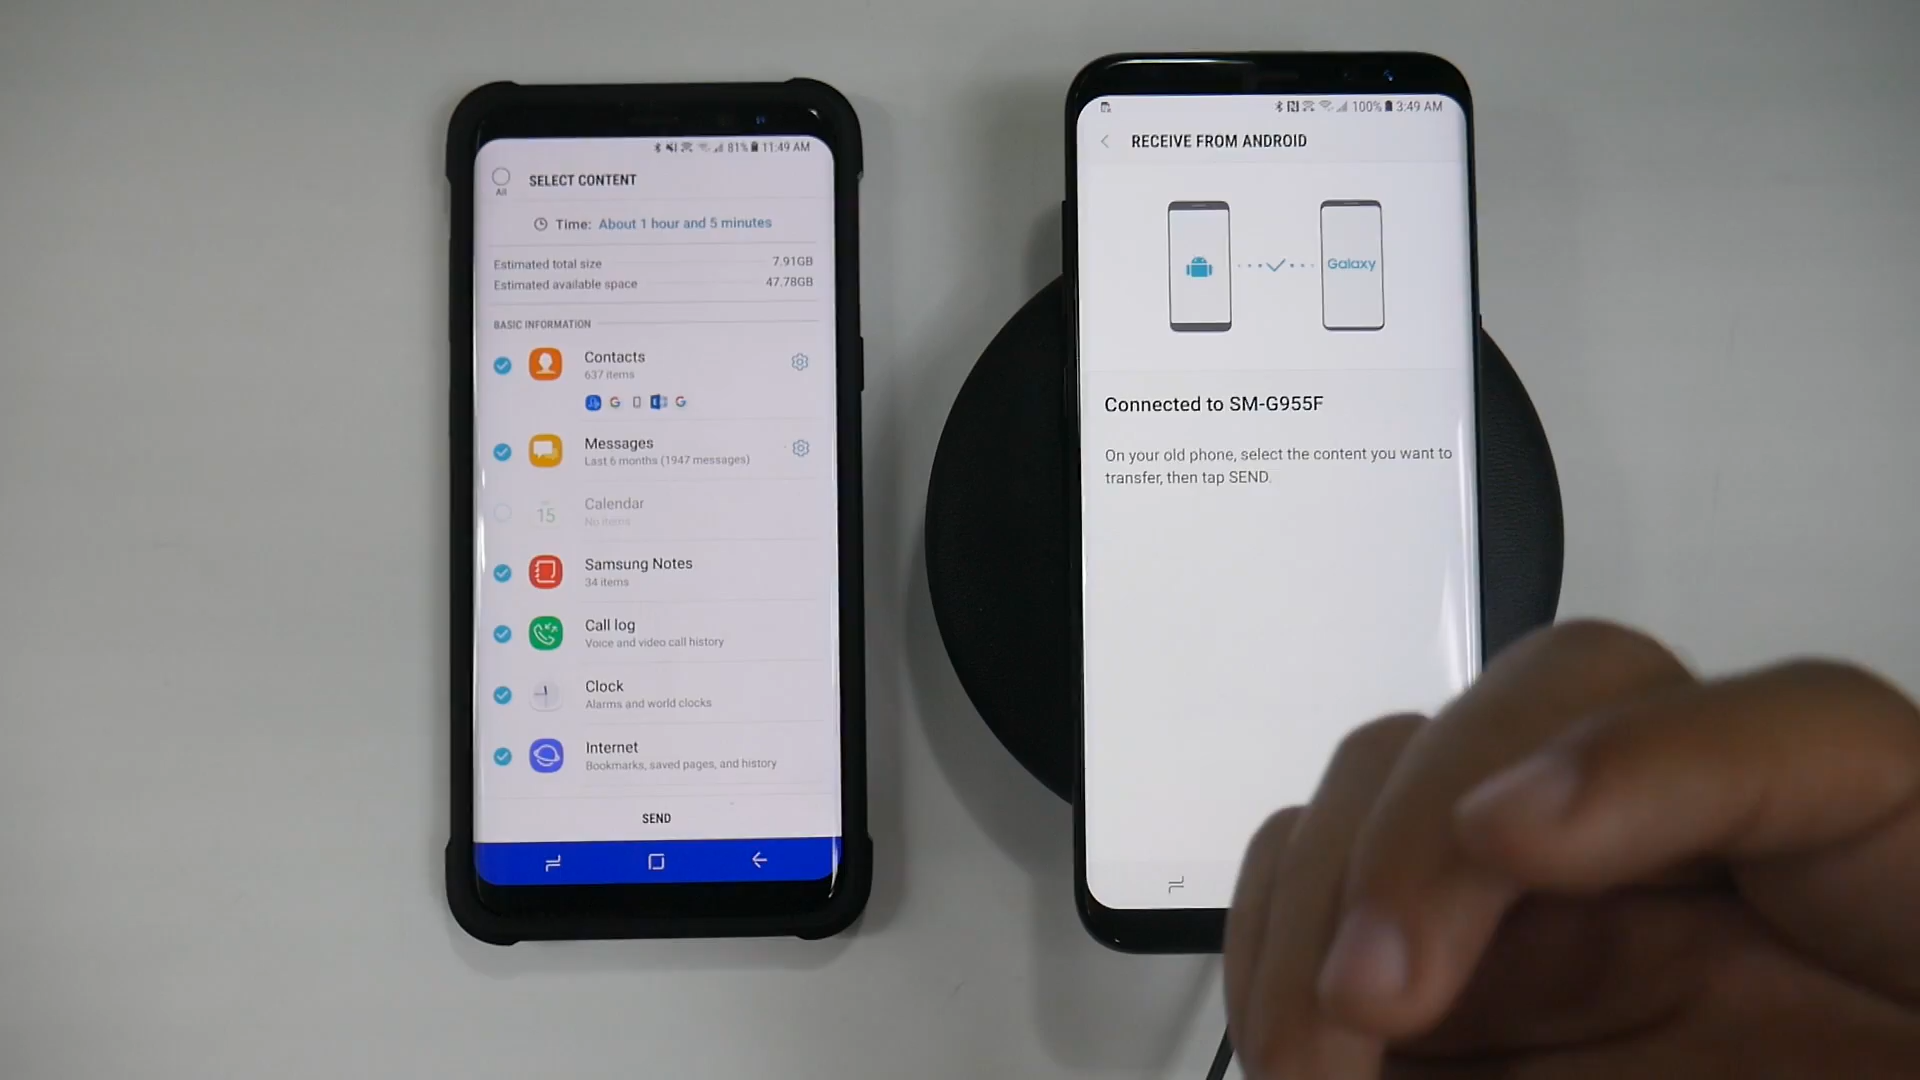 81% 11:49 AM
All
SELECT CONTENT
Time: About 1 hour and 5 minutes
Estimated total size 7.91GB
Estimated available space 47.78GB
BASIC INFORMATION
Contacts
637 items
G G
Messages
Last 6 months (1947 messages)
Calendar
15
No items
Samsung Notes
34 items
Call log
Voice and video call history
Clock
Alarms and world clocks
Internet
Bookmarks, saved pages, and history
SEND
100% 3:49 AM
RECEIVE FROM ANDROID
Galaxy
Connected to SM-G955F
On your old phone, select the content you want to
transfer, then tap SEND.